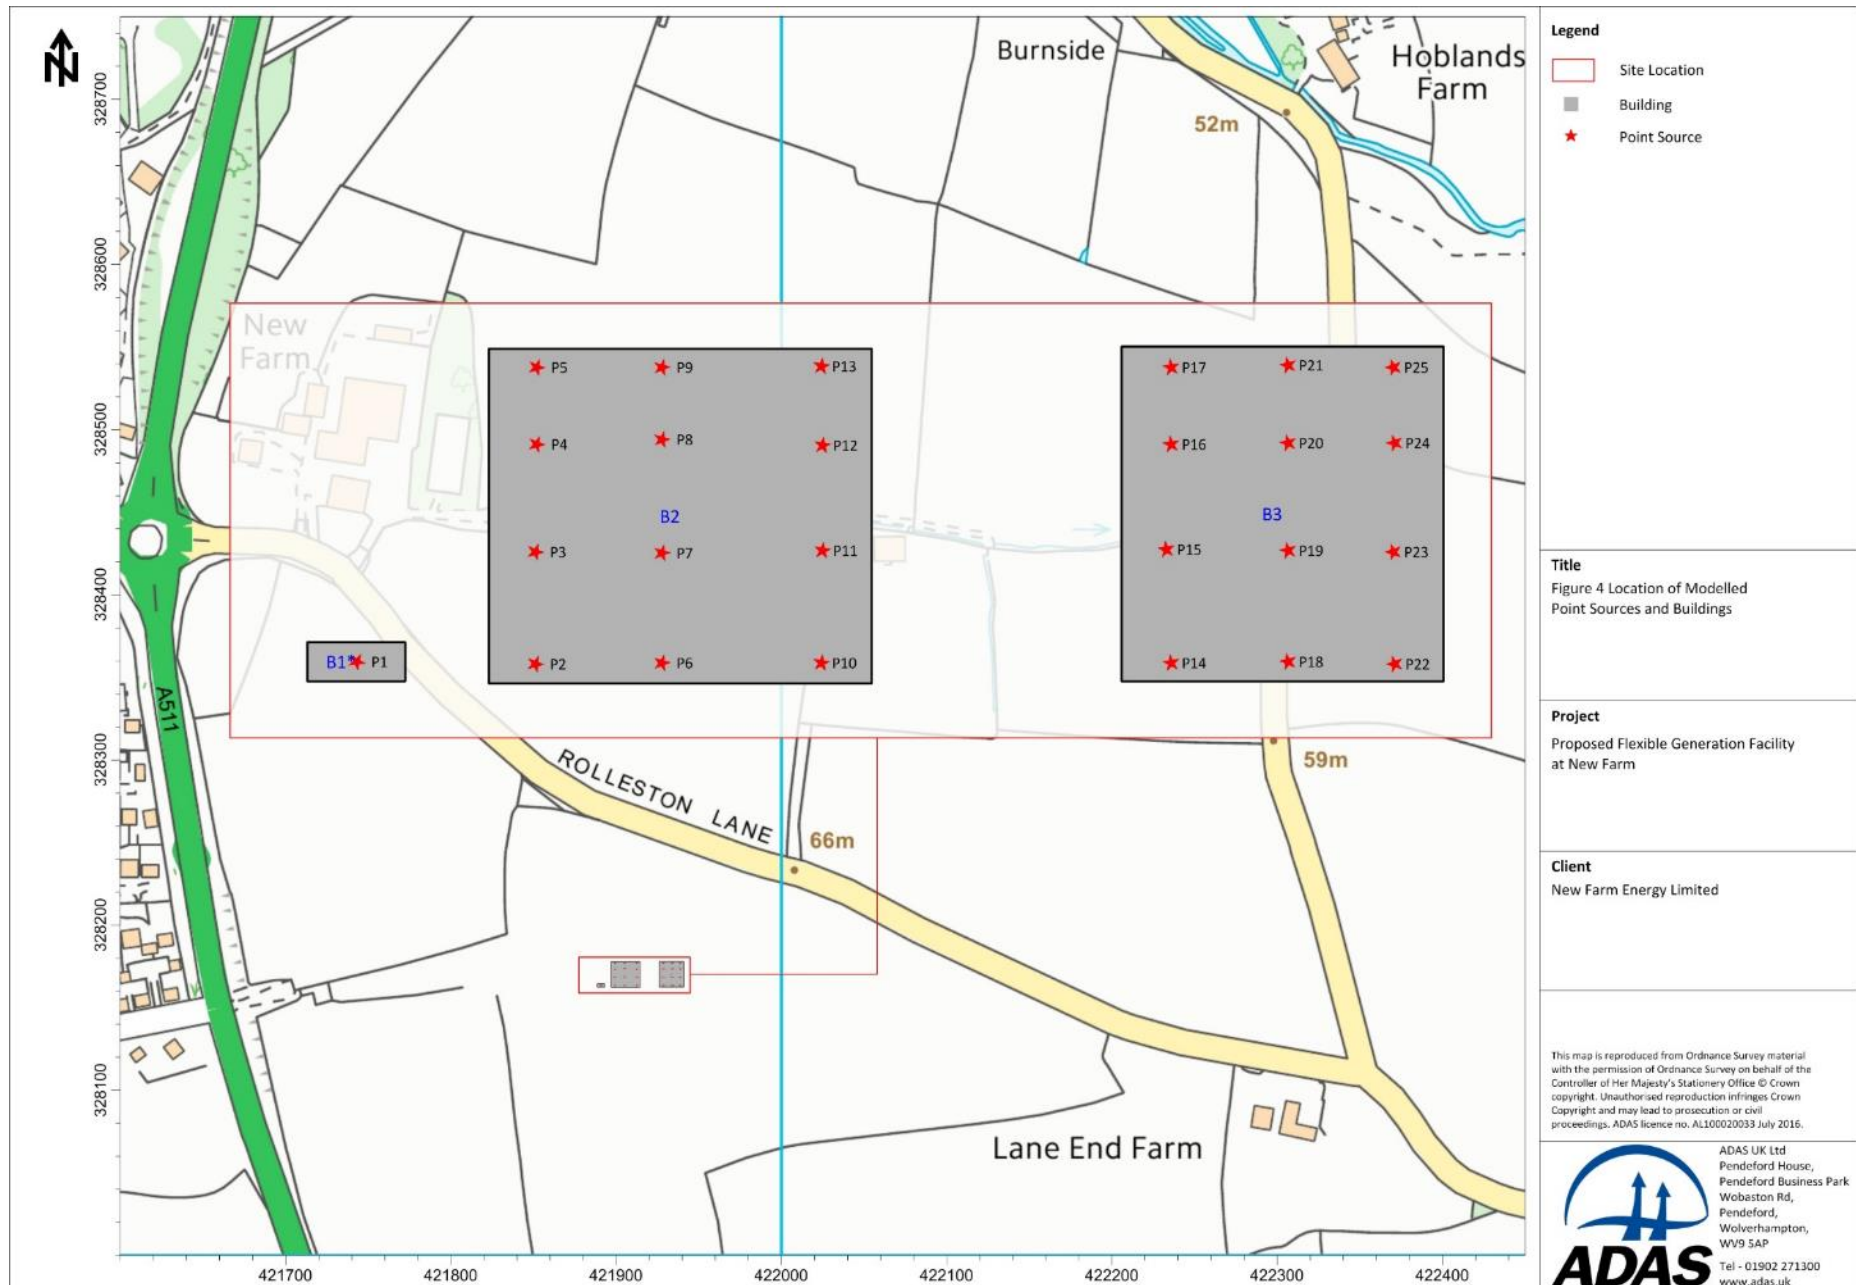 N
Burnside
Hoblands
Farm
52m
New
Farm
P5
P9
P13
P17
P21
P25
P4
P8
P12
P16
P20
P24
B2
B3
P3
P7
P11
P15
P19
P23
B1*
P1
P2
P6
P10
P14
P18
P22
A511
ROLLESTON LANE
59m
66m
Lane End Farm
328700
328600
328500
328400
328300
328200
328100
421700
421800
421900
422000
422100
422200
422300
422400
Legend
Site Location
Building
Point Source
Title
Figure 4 Location of Modelled
Point Sources and Buildings
Project
Proposed Flexible Generation Facility
at New Farm
Client
New Farm Energy Limited
This map is reproduced from Ordnance Survey material
with the permission of Ordnance Survey on behalf of the
Controller of Her Majesty's Stationery Office © Crown
copyright. Unauthorised reproduction infringes Crown
Copyright and may lead to prosecution or civil
proceedings. ADAS licence no. AL100020033 July 2016.
ADAS
ADAS UK Ltd
Pendeford House,
Pendeford Business Park
Wobaston Rd,
Pendeford,
Wolverhampton,
WV9 5AP
Tel - 01902 271300
www.adas.uk